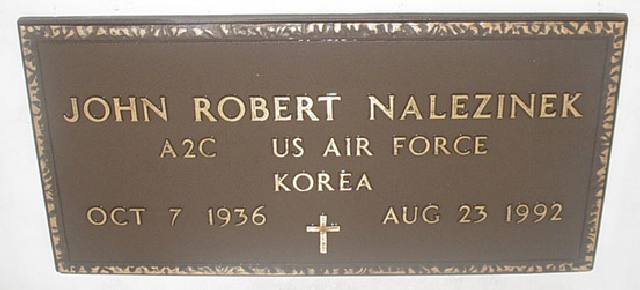 JOHN ROBERT NALEZINEK
A2C US AIR FORCE
KOREA
OCT 7 1936 AUG 23 1992